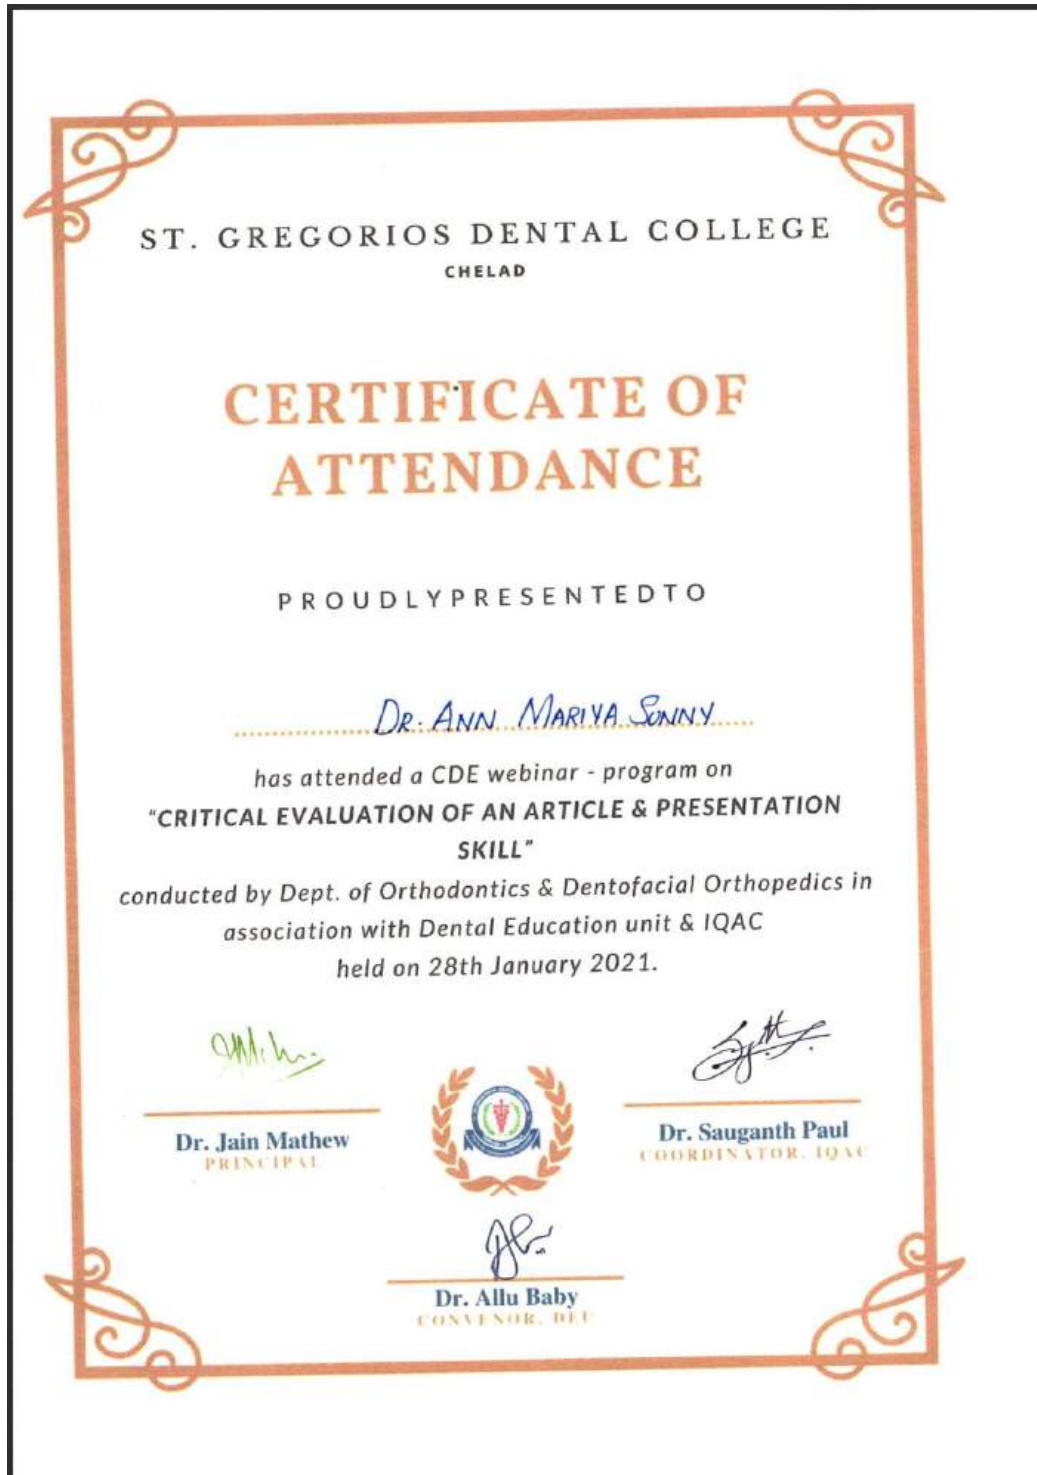 ST. GREGORIOS DENTAL COLLEGE
CHELAD
CERTIFICATE OF
ATTENDANCE
PROUDLYPRESENTEDTO
DR. ANN MARIYA SONNY
has attended a CDE webinar - program on
"CRITICAL EVALUATION OF AN ARTICLE & PRESENTATION
SKILL"
conducted by Dept. of Orthodontics & Dentofacial Orthopedics in
association with Dental Education unit & IQAC
held on 28th January 2021.
Dr. Jain Mathew
PRINCIPAL
Dr. Sauganth Paul
COORDINATOR, IQAC
Dr. Allu Baby
CONVENOR, DEU